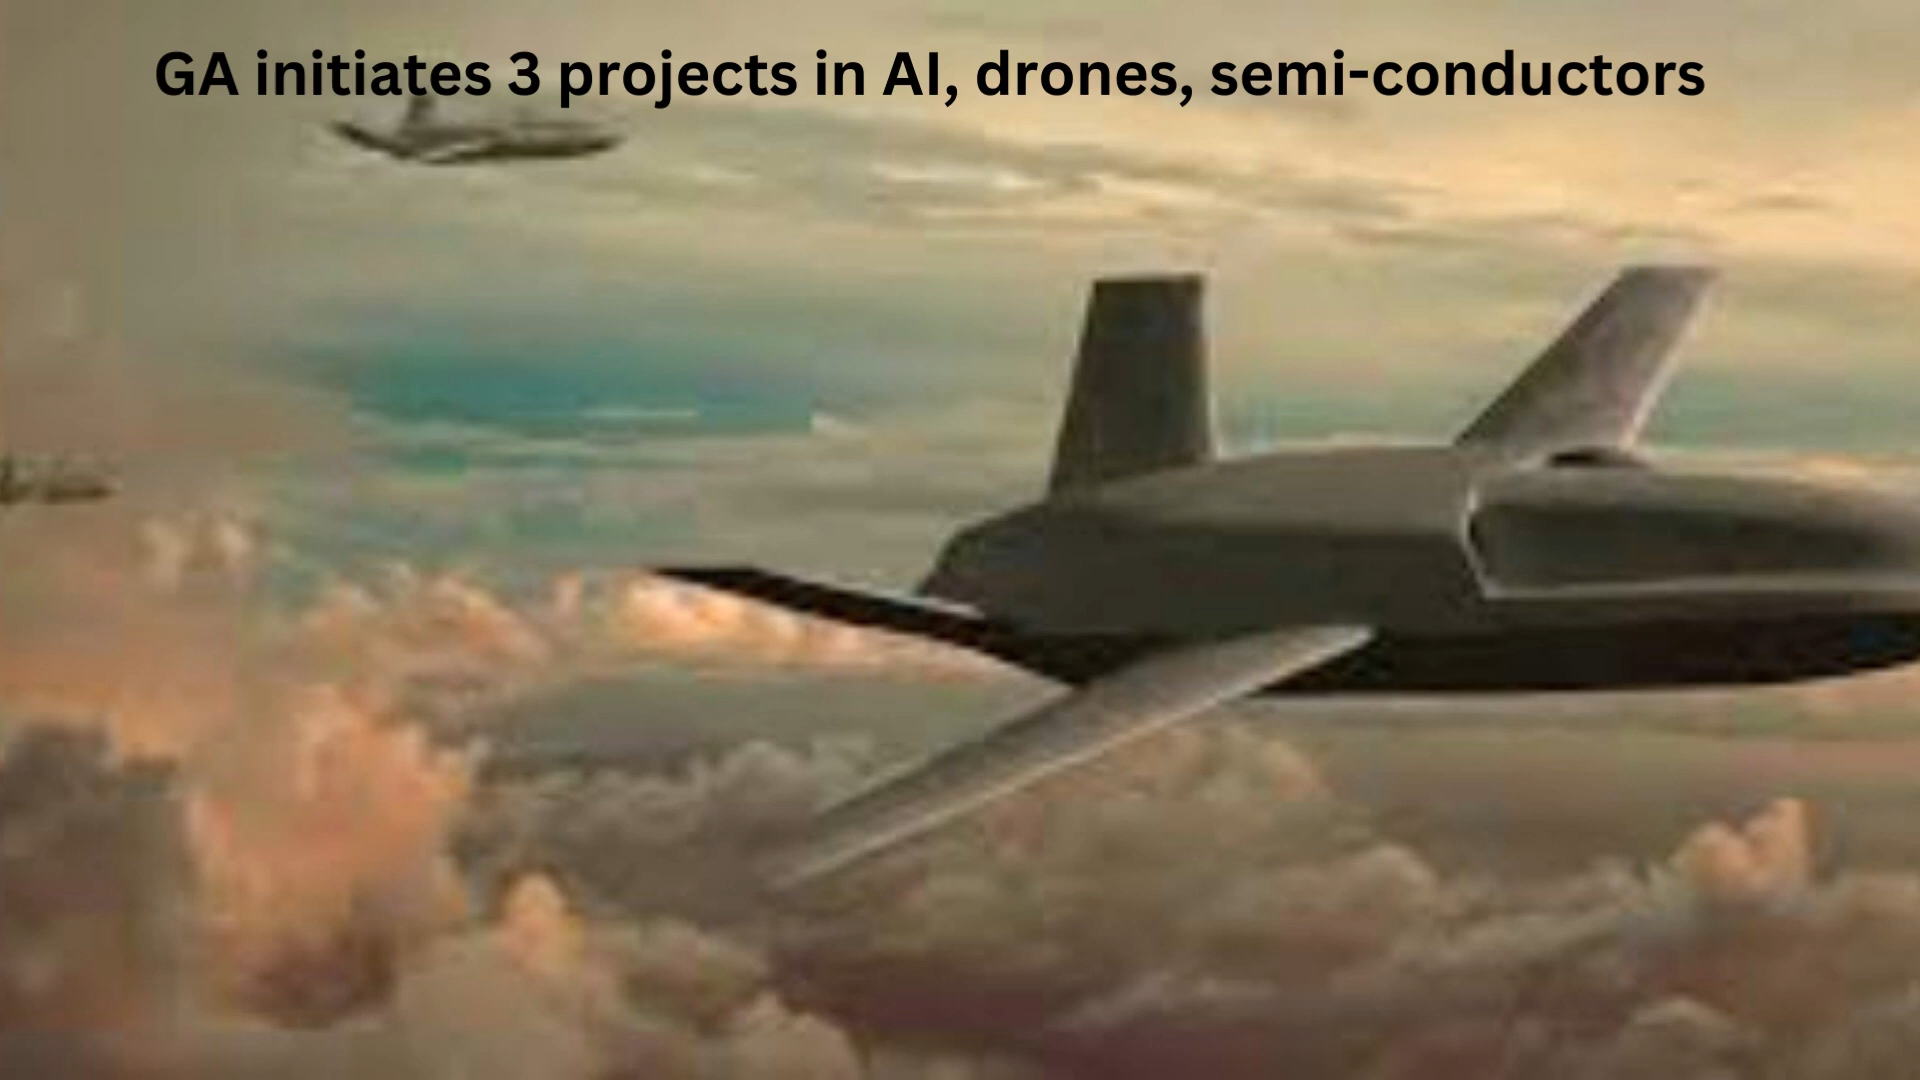 GA initiates 3 projects in AI, drones, semi-conductors